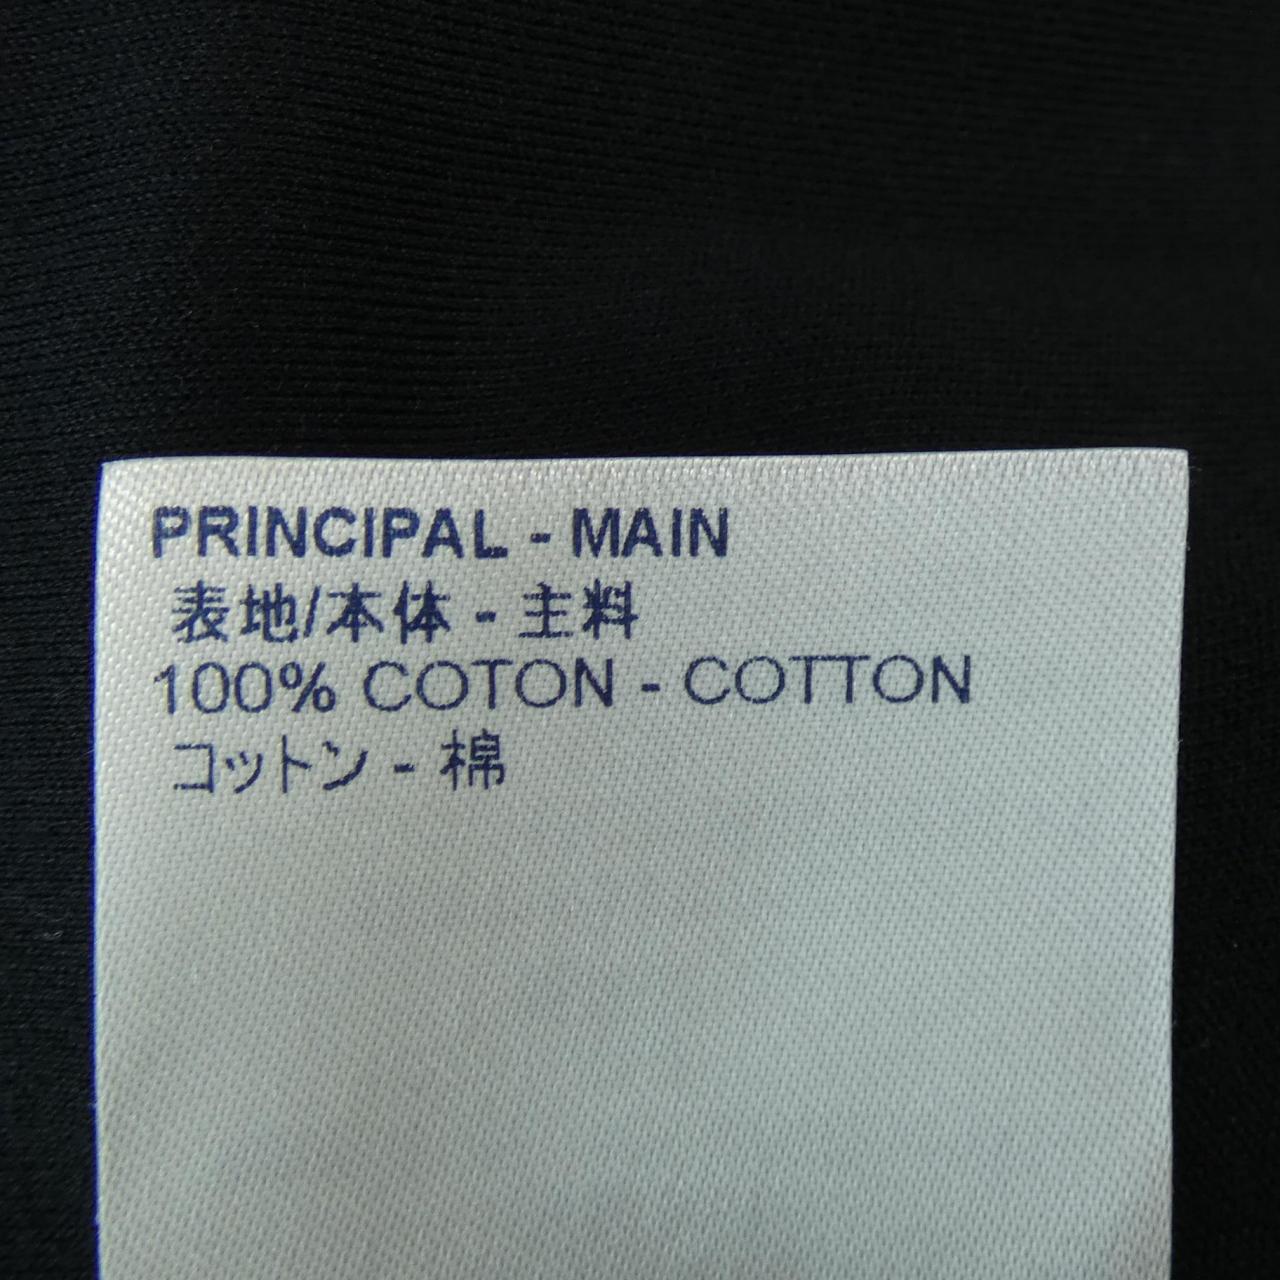 PRINCIPAL - MAIN
表地/本体 - 主料
100% COTON - COTTON
コットン - 棉